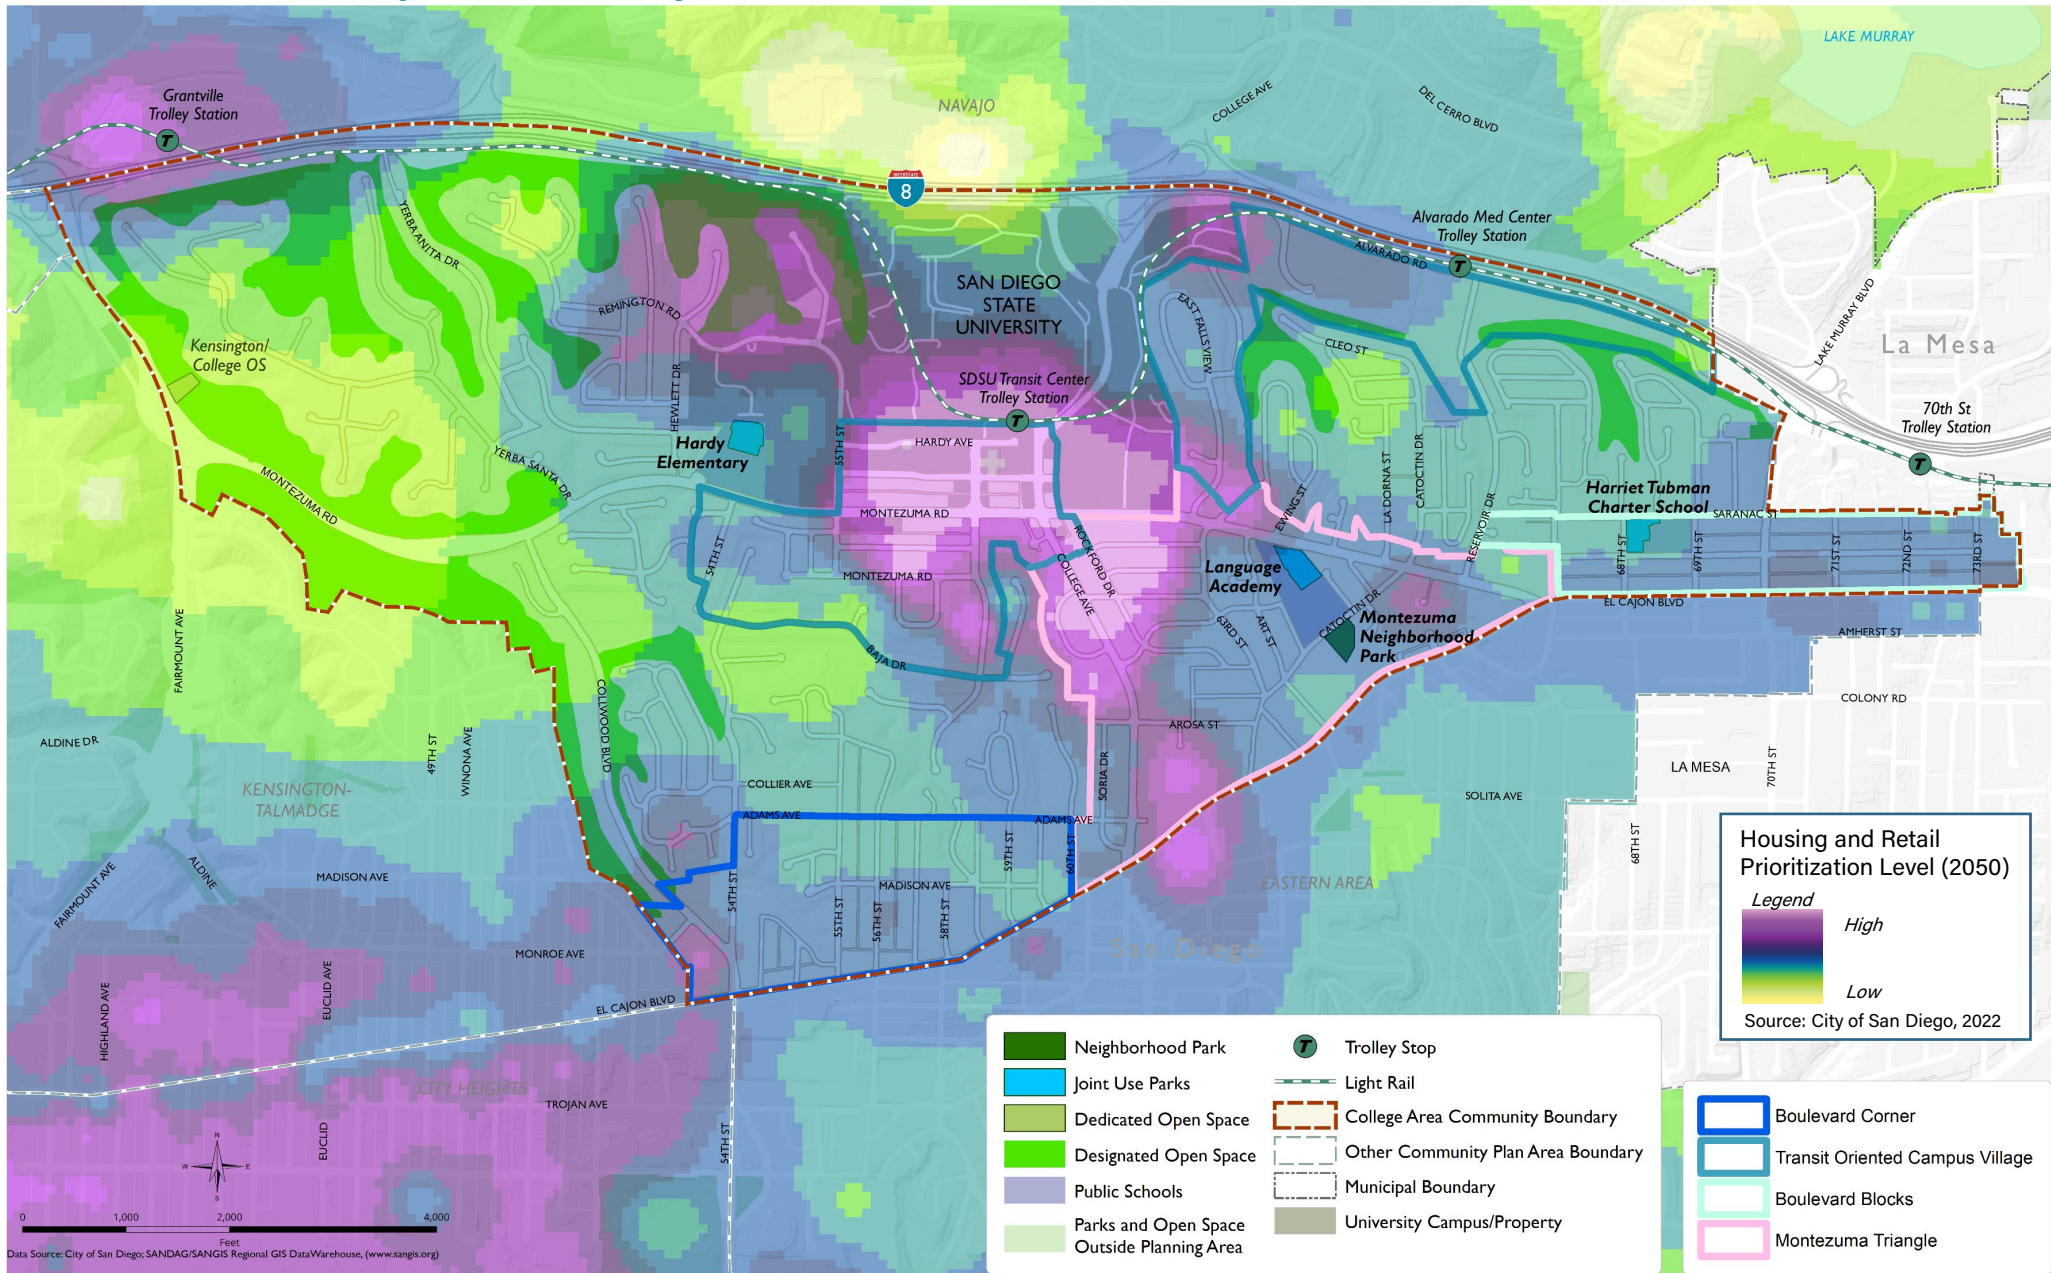 LAKE MURRAY
Grantville
Trolley Station
NAVAJO
COLLEGE AVE
DEL CERRO BLVD
INTERSTATE
8
YERBA ANITA DR
Alvarado Med Center
Trolley Station
ALVARADO RD
SAN DIEGO
STATE
UNIVERSITY
REMINGTON RD
EAST FALLS VIEW
LAKE MURRAY BLVD
La Mesa
Kensington/
College OS
CLEO ST
SDSU Transit Center
Trolley Station
HEWLETT DR
70th St
Trolley Station
Hardy
Elementary
55TH ST
HARDY AVE
YERBA SANTA DR
LA DORNA ST
CATOCTIN DR
MONTEZUMA RD
EWING ST
RESERVOIR DR
Harriet Tubman
Charter School
SARANAC ST
MONTEZUMA RD
ROCKFORD DR
54TH ST
68TH ST
69TH ST
71ST ST
72ND ST
73RD ST
MONTEZUMA RD
COLLEGE AVE
Language
Academy
CATOCTIN DR
EL CAJON BLVD
Montezuma
Neighborhood
Park
63RD ST
ART ST
AMHERST ST
FAIRMOUNT AVE
BAJA DR
COLLWOOD BLVD
COLONY RD
AROSA ST
ALDINE DR
49TH ST
WINONA AVE
SORIA DR
LA MESA
70TH ST
KENSINGTON-
TALMADGE
COLLIER AVE
SOLITA AVE
ADAMS AVE
ADAMS AVE
59TH ST
60TH ST
68TH ST
FAIRMOUNT AVE
ALDINE
MADISON AVE
54TH ST
MADISON AVE
EASTERN AREA
55TH ST
56TH ST
58TH ST
San Diego
MONROE AVE
HIGHLAND AVE
EUCLID AVE
EL CAJON BLVD
CITY HEIGHTS
TROJAN AVE
EUCLID
54TH ST
N
W
E
S
0
1,000
2,000
4,000
Feet
Data Source: City of San Diego; SANDAG/SANGIS Regional GIS DataWarehouse, (www.sangis.org)
Housing and Retail
Prioritization Level (2050)
Legend
High
Low
Source: City of San Diego, 2022
Neighborhood Park
Joint Use Parks
Dedicated Open Space
Designated Open Space
Public Schools
Parks and Open Space
Outside Planning Area
T
Trolley Stop
Light Rail
College Area Community Boundary
Other Community Plan Area Boundary
Municipal Boundary
University Campus/Property
Boulevard Corner
Transit Oriented Campus Village
Boulevard Blocks
Montezuma Triangle